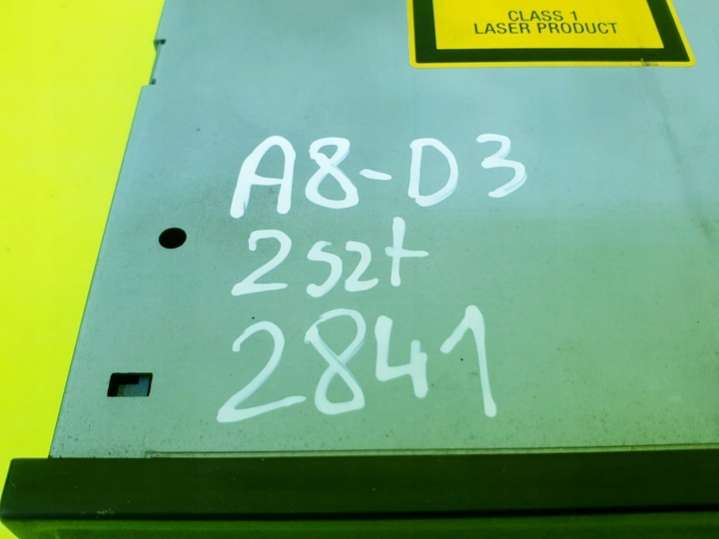 CLASS 1
LASER PRODUCT
A8-D3
2szt
2841